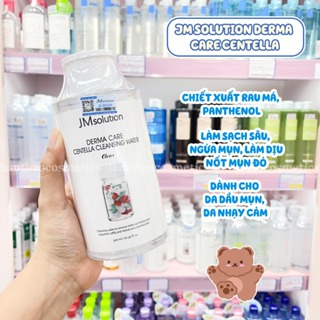 JM SOLUTION DERMA
CARE CENTELLA
CHIẾT XUẤT RAU MÁ,
PANTHENOL
LÀM SẠCH SÂU,
NGỪA MỤN, LÀM DỊU
NỐT MỤN ĐỎ
DÀNH CHO
DA DẦU MỤN,
DA NHẠY CẢM
JMsolution
DERMA CARE
CENTELLA CLEANSING WATER
Clear